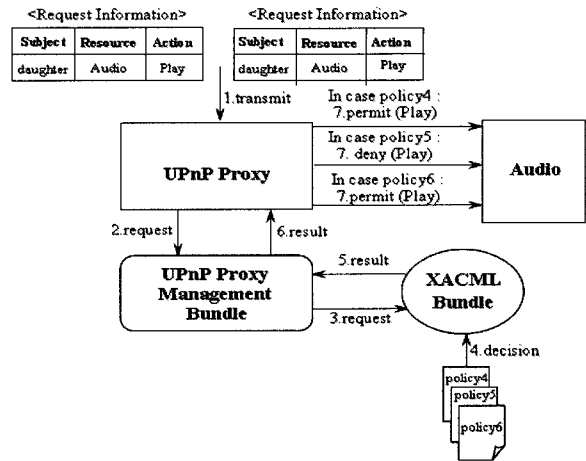 <Request Information>
Subject Resource Action
daughter Audio Play
<Request Information>
Subject Resource Action
daughter Audio Play
1.transmit
In case policy4 :
7.permit (Play)
In case policy5 :
7. deny (Play)
In case policy6 :
7.permit (Play)
UPnP Proxy
Audio
2.request
6.result
UPnP Proxy
Management
Bundle
5.result
3.request
XACML
Bundle
4.decision
policy4
policy5
policy6